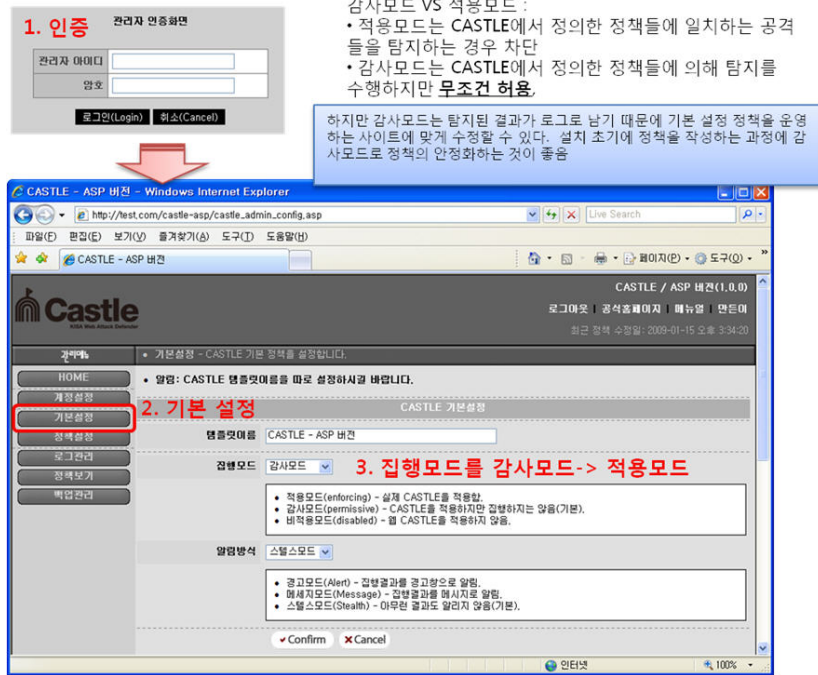 1. 인증
관리자 인증화면
관리자 아이디
암호
로그인(Login)
취소(Cancel)
감사모드 VS 적용모드 :
• 적용모드는 CASTLE에서 정의한 정책들에 일치하는 공격
들을 탐지하는 경우 차단
• 감사모드는 CASTLE에서 정의한 정책들에 의해 탐지를
수행하지만 무조건 허용,
하지만 감사모드는 탐지된 결과가 로그로 남기 때문에 기본 설정 정책을 운영
하는 사이트에 맞게 수정할 수 있다. 설치 초기에 정책을 작성하는 과정에 감
사모드로 정책의 안정화하는 것이 좋음
CASTLE - ASP 버전 - Windows Internet Explorer
http://test.com/castle-asp/castle_admin_config.asp
Live Search
파일(F) 편집(E) 보기(V) 즐겨찾기(A) 도구(T) 도움말(H)
CASTLE - ASP 버전
페이지(P)
도구(O)
Castle
KISA Web Attack Defender
CASTLE / ASP 버전(1.0.0)
로그아웃 | 공식홈페이지 | 매뉴얼 | 만든이
최근 정책 수정일: 2009-01-15 오후 3:34:20
관리메뉴
• 기본설정 - CASTLE 기본 정책을 설정합니다.
HOME
계정설정
기본설정
정책설정
로그관리
정책보기
백업관리
• 알림: CASTLE 탬플릿이름을 따로 설정하시길 바랍니다.
2. 기본 설정
CASTLE 기본설정
탬플릿이름
CASTLE - ASP 버전
집행모드
감사모드
3. 집행모드를 감사모드-> 적용모드
• 적용모드(enforcing) - 실제 CASTLE을 적용함.
• 감사모드(permissive) - CASTLE을 적용하지만 집행하지는 않음(기본).
• 비적용모드(disabled) - 웹 CASTLE을 적용하지 않음.
알림방식
스텔스모드
• 경고모드(Alert) - 집행결과를 경고창으로 알림.
• 메세지모드(Message) - 집행결과를 메시지로 알림.
• 스텔스모드(Stealth) - 아무런 결과도 알리지 않음(기본).
Confirm
Cancel
인터넷
100%